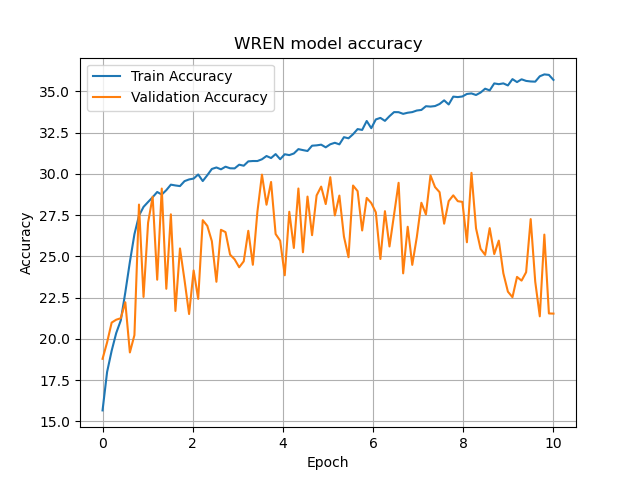 WREN model accuracy
Train Accuracy
Validation Accuracy
35.0
32.5
30.0
27.5
25.0
22.5
20.0
17.5
15.0
Accuracy
0 2 4 6 8 10
Epoch